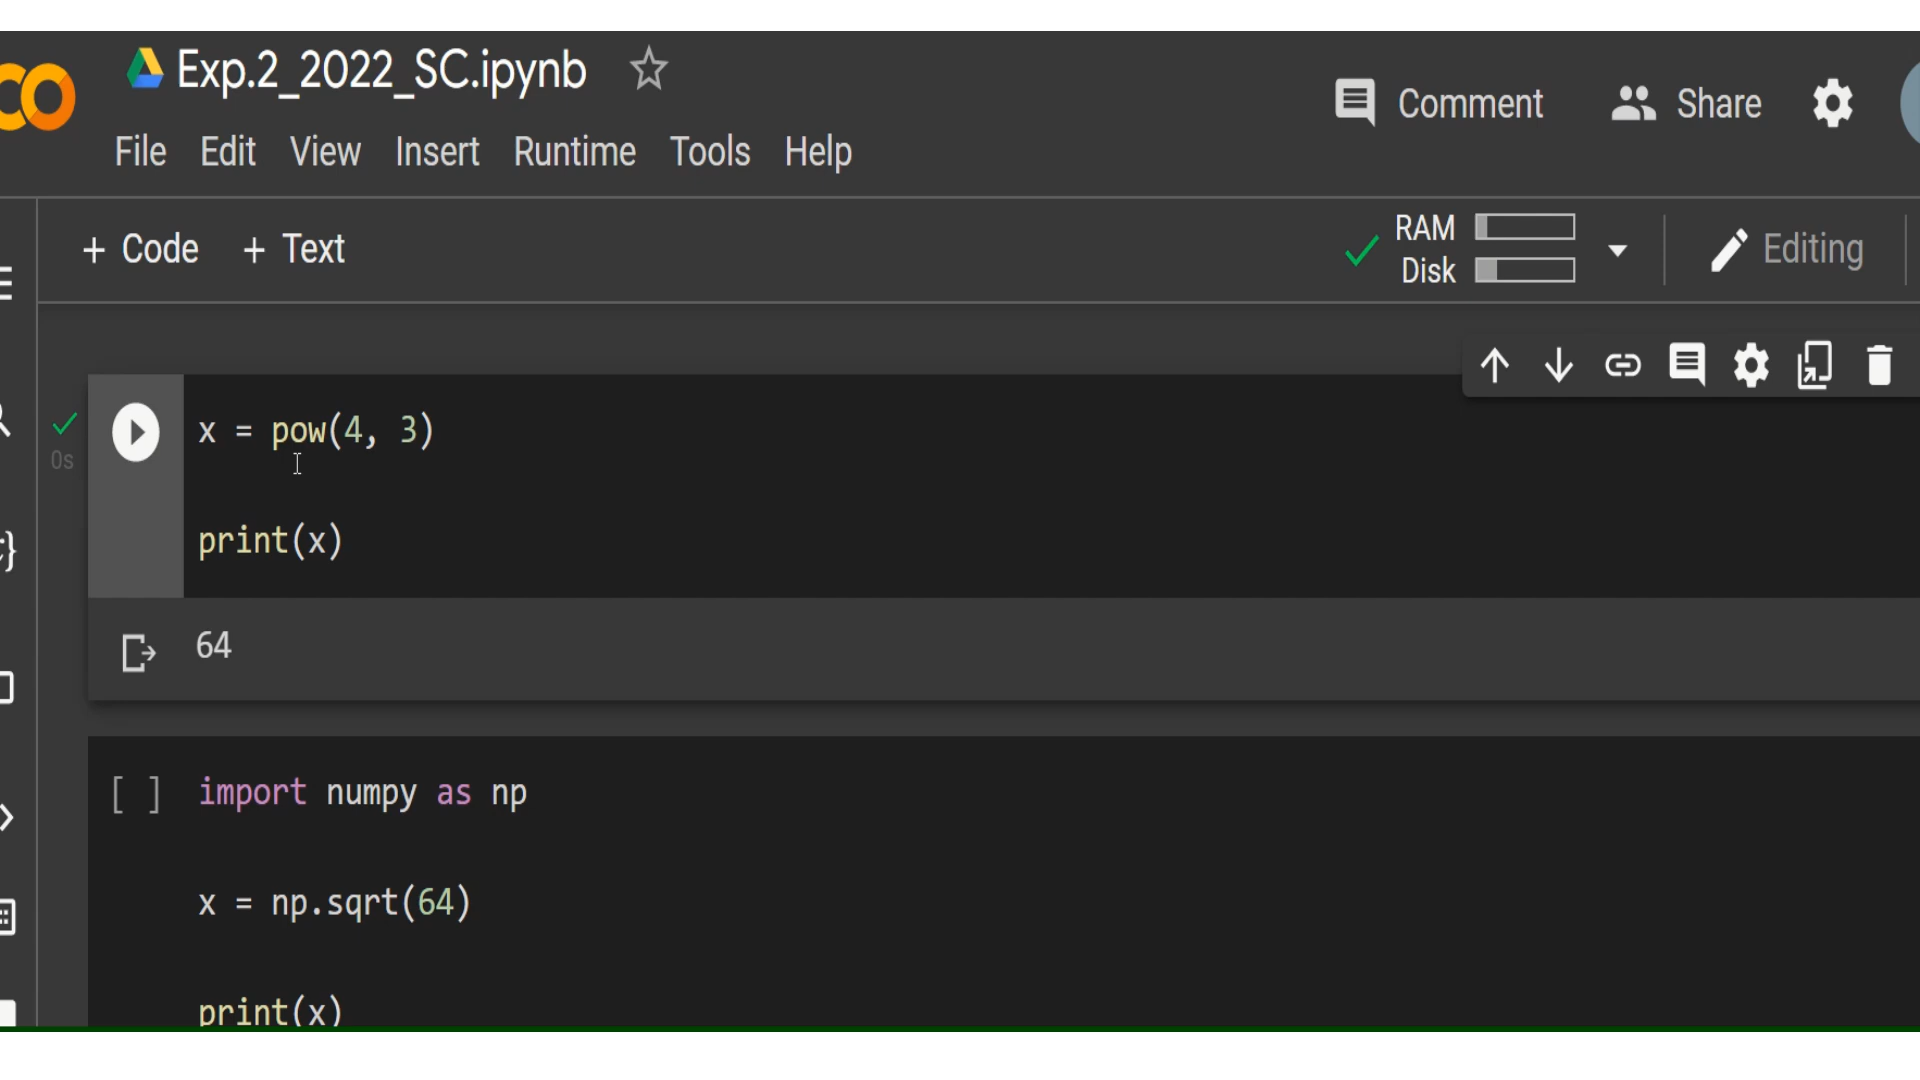 Exp.2_2022_SC.ipynb
Comment Share
File Edit View Insert Runtime Tools Help
+ Code + Text
RAM
Disk
Editing
x = pow(4, 3)
0s
print(x)
64
[ ] import numpy as np
x = np.sqrt(64)
print(x)